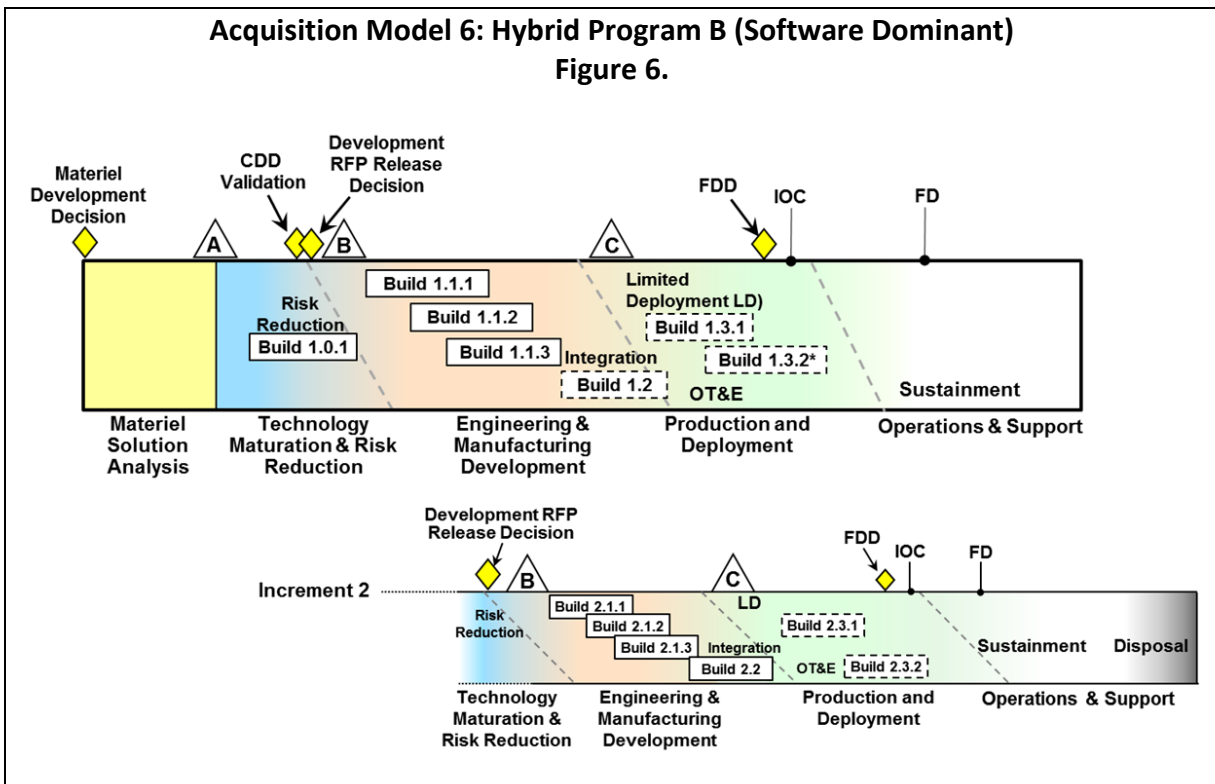 Acquisition Model 6: Hybrid Program B (Software Dominant)
Figure 6.
Materiel
Development
Decision
CDD
Validation
Development
RFP Release
Decision
FDD
IOC
FD
A
B
C
Risk
Reduction
Build 1.0.1
Build 1.1.1
Build 1.1.2
Build 1.1.3
Integration
Build 1.2
Limited
Deployment LD)
Build 1.3.1
Build 1.3.2*
OT&E
Sustainment
Materiel
Solution
Analysis
Technology
Maturation & Risk
Reduction
Engineering &
Manufacturing
Development
Production and
Deployment
Operations & Support
Development RFP
Release Decision
FDD
IOC
FD
Increment 2
B
C
Risk
Reduction
Build 2.1.1
Build 2.1.2
Build 2.1.3
Integration
Build 2.2
LD
Build 2.3.1
OT&E
Build 2.3.2
Sustainment
Disposal
Technology
Maturation &
Risk Reduction
Engineering &
Manufacturing
Development
Production and
Deployment
Operations & Support